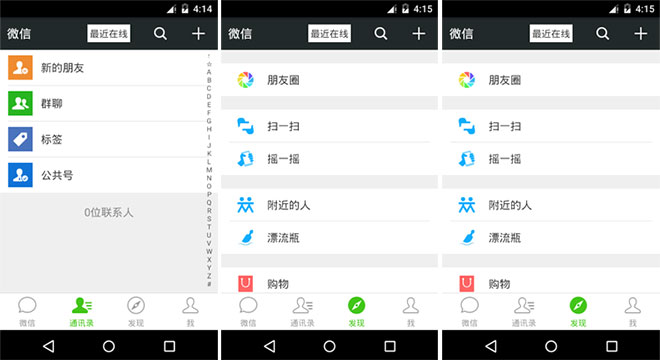 4:14
微信 最近在线
新的朋友
群聊
标签
公共号
0位联系人
↑
☆
A
B
C
D
E
F
G
H
I
J
K
L
M
N
O
P
Q
R
S
T
U
V
W
X
Y
Z
#
微信 通讯录 发现 我
4:15
微信 最近在线
朋友圈
扫一扫
摇一摇
附近的人
漂流瓶
购物
微信 通讯录 发现 我
4:15
微信 最近在线
朋友圈
扫一扫
摇一摇
附近的人
漂流瓶
购物
微信 通讯录 发现 我